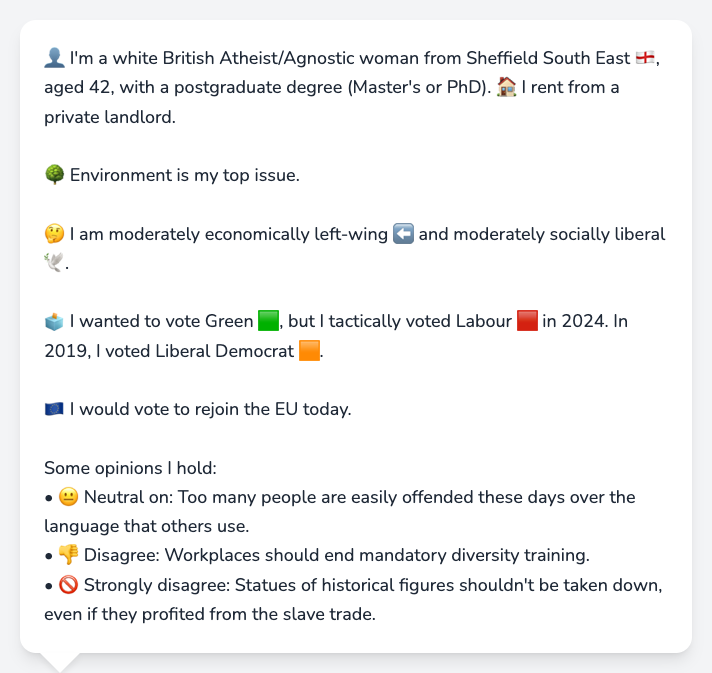 👤 I'm a white British Atheist/Agnostic woman from Sheffield South East 🏴󠁧󠁢󠁥󠁮󠁧󠁿,
aged 42, with a postgraduate degree (Master's or PhD). 🏠 I rent from a
private landlord.
🌳 Environment is my top issue.
🤔 I am moderately economically left-wing ⬅️ and moderately socially liberal
🕊️.
🗳️ I wanted to vote Green 🟩, but I tactically voted Labour 🟥 in 2024. In
2019, I voted Liberal Democrat 🟧.
🇪🇺 I would vote to rejoin the EU today.
Some opinions I hold:
• 😐 Neutral on: Too many people are easily offended these days over the
language that others use.
• 👎 Disagree: Workplaces should end mandatory diversity training.
• 🚫 Strongly disagree: Statues of historical figures shouldn't be taken down,
even if they profited from the slave trade.